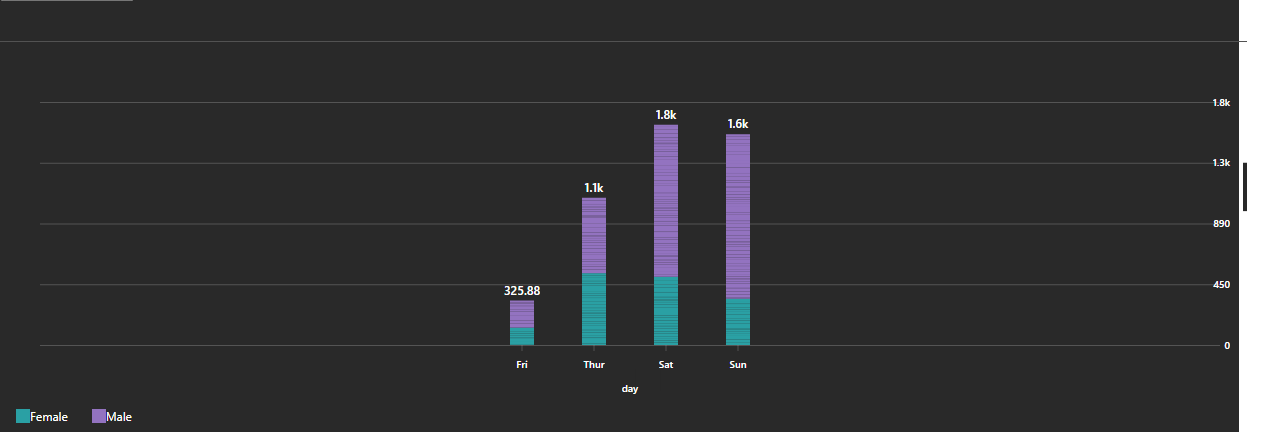 1.8k
1.8k
1.6k
1.3k
1.1k
890
325.88
450
0
Fri Thur Sat Sun
day
Female Male